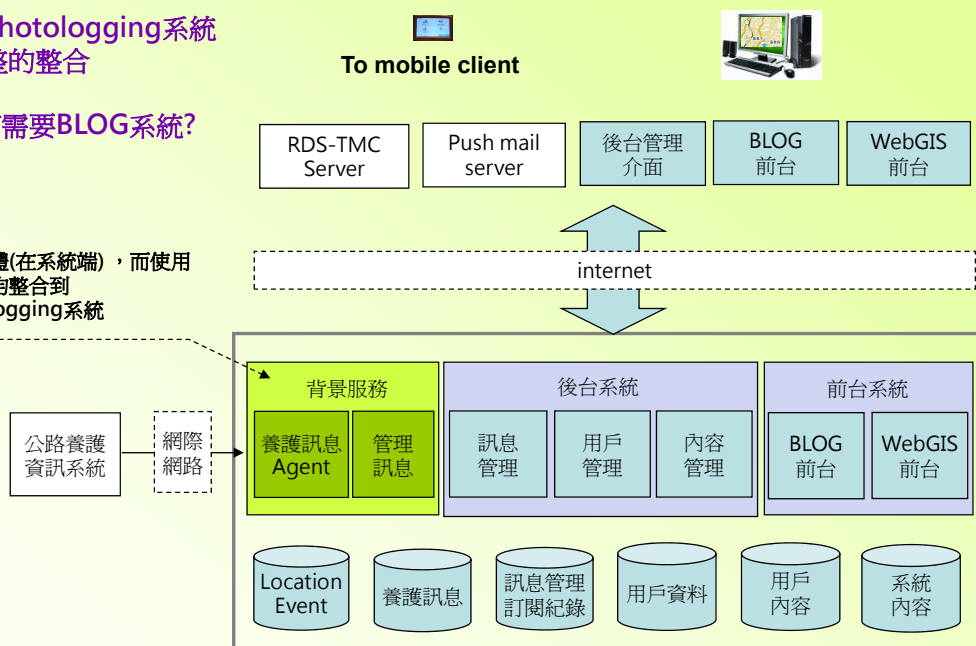 hotologging系統
整的整合
需要BLOG系統?
To mobile client
RDS-TMC
Server
Push mail
server
後台管理
介面
BLOG
前台
WebGIS
前台
internet
(在系統端) ，而使用
整合到
ogging系統
背景服務
後台系統
前台系統
公路養護
資訊系統
網際
網路
養護訊息
Agent
管理
訊息
訊息
管理
用戶
管理
內容
管理
BLOG
前台
WebGIS
前台
Location
Event
養護訊息
訊息管理
訂閱紀錄
用戶資料
用戶
內容
系統
內容